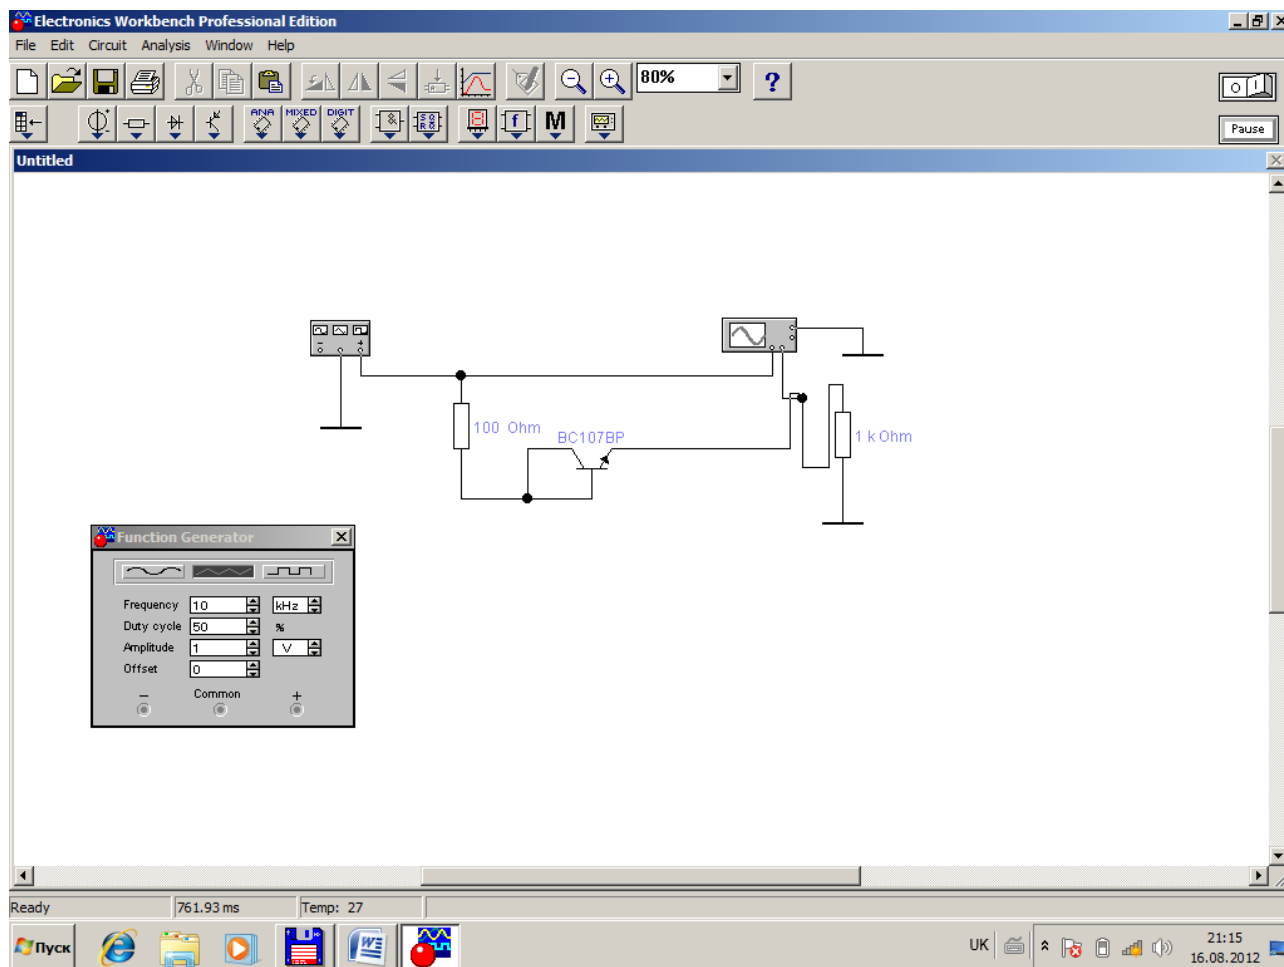 Electronics Workbench Professional Edition
File Edit Circuit Analysis Window Help
80%
?
ANA MIXED DIGIT
&
f
M
Pause
Untitled
100 Ohm
BC107BP
1 k Ohm
Function Generator
Frequency 10 kHz
Duty cycle 50 %
Amplitude 1 V
Offset 0
− Common +
Ready 761.93 ms Temp: 27
Пуск
UK
21:15
16.08.2012